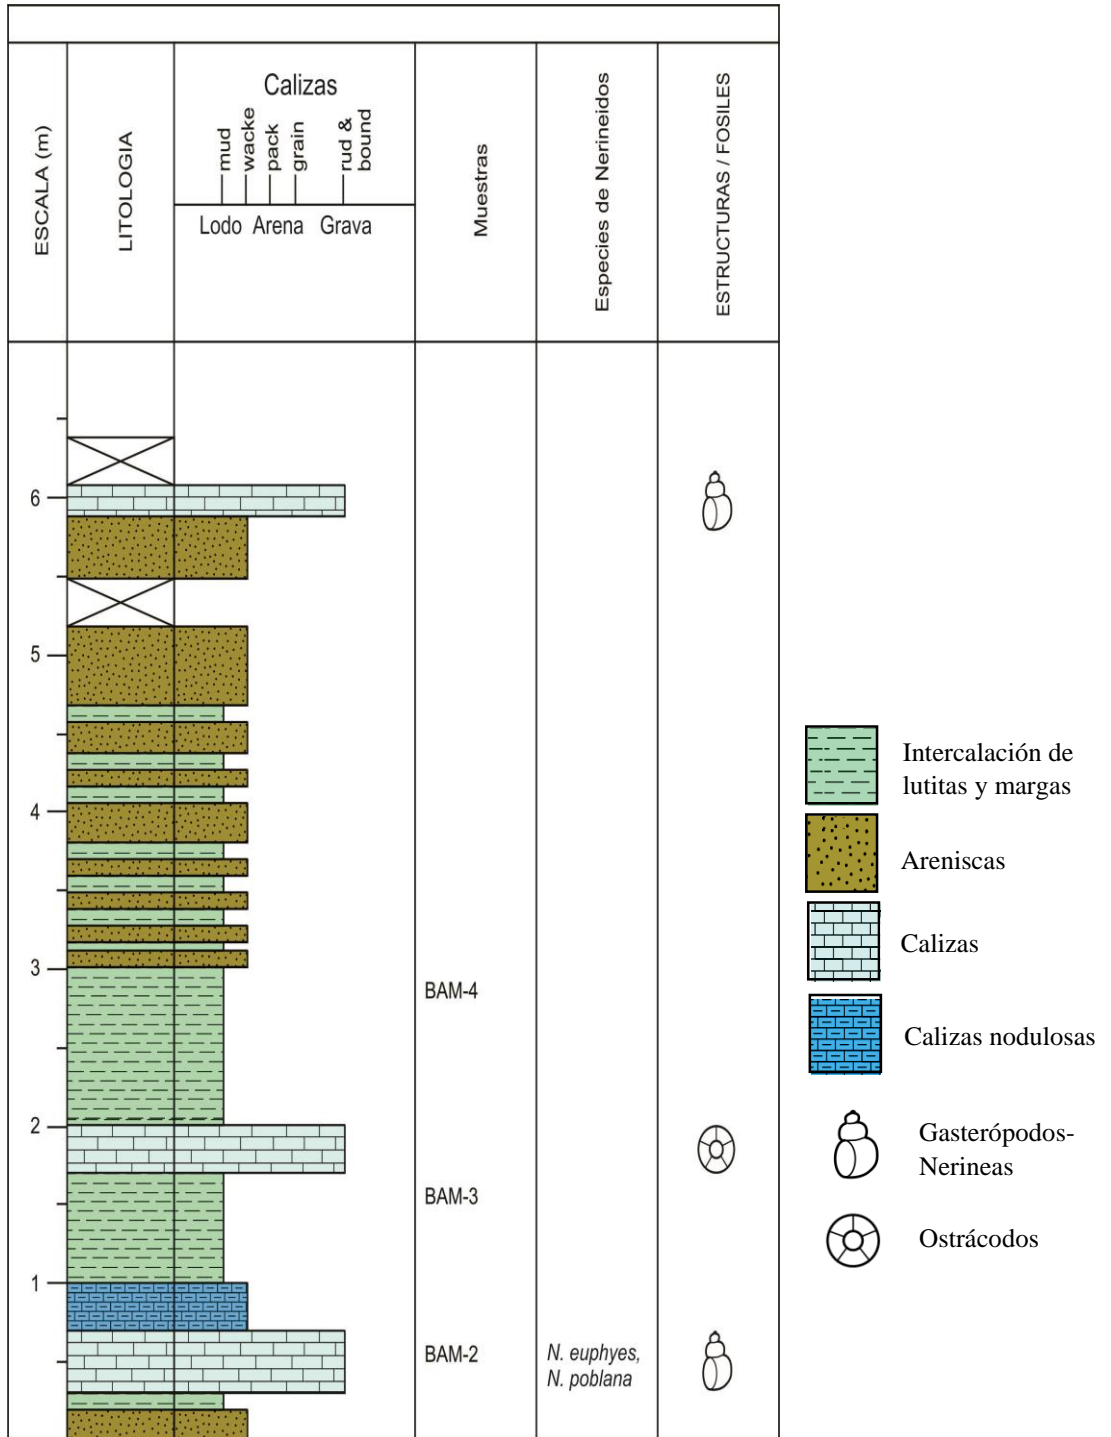 ESCALA (m)
LITOLOGIA
Calizas
mud
wacke
pack
grain
rud &
bound
Lodo Arena Grava
Muestras
Especies de Nerineidos
ESTRUCTURAS / FOSILES
6
5
4
3
BAM-4
2
BAM-3
1
BAM-2
N. euphyes,
N. poblana
Intercalación de
lutitas y margas
Areniscas
Calizas
Calizas nodulosas
Gasterópodos-
Nerineas
Ostrácodos